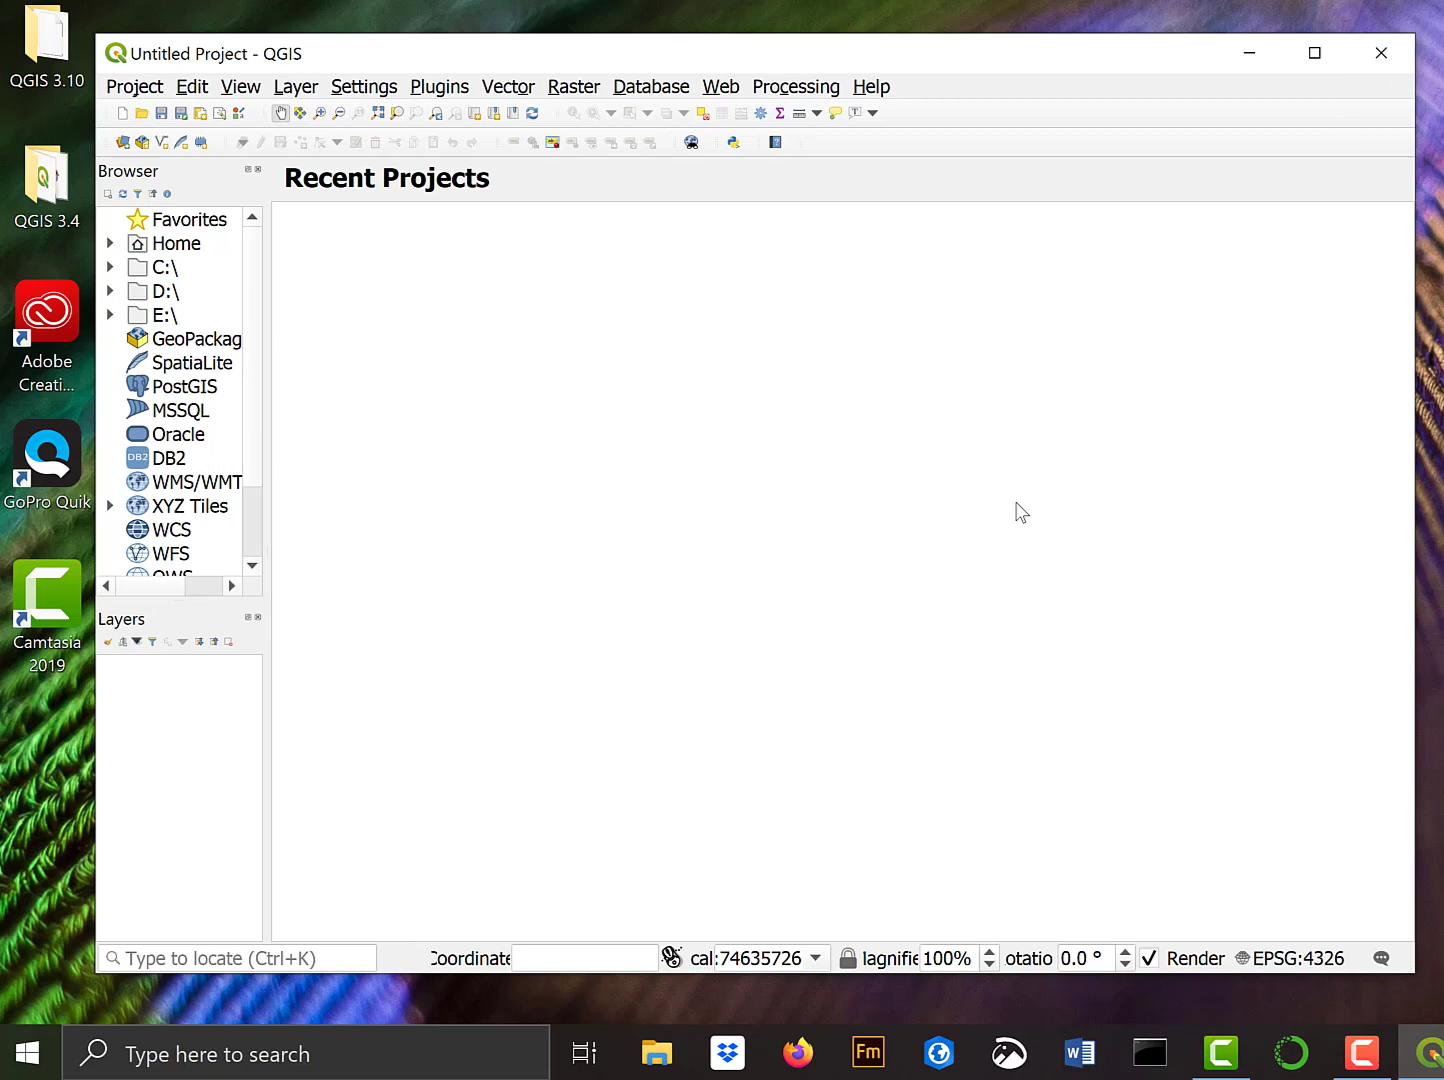 QGIS 3.10
QGIS 3.4
Adobe
Creati...
GoPro Quik
Camtasia
2019
Untitled Project - QGIS
Project Edit View Layer Settings Plugins Vector Raster Database Web Processing Help
Browser
Recent Projects
Favorites
Home
C:\
D:\
E:\
GeoPackag
SpatiaLite
PostGIS
MSSQL
Oracle
DB2 DB2
WMS/WMT
XYZ Tiles
WCS
WFS
Layers
Type to locate (Ctrl+K) Coordinate cal:74635726 lagnifie 100% otatio 0.0 ° Render EPSG:4326
Type here to search
Fm